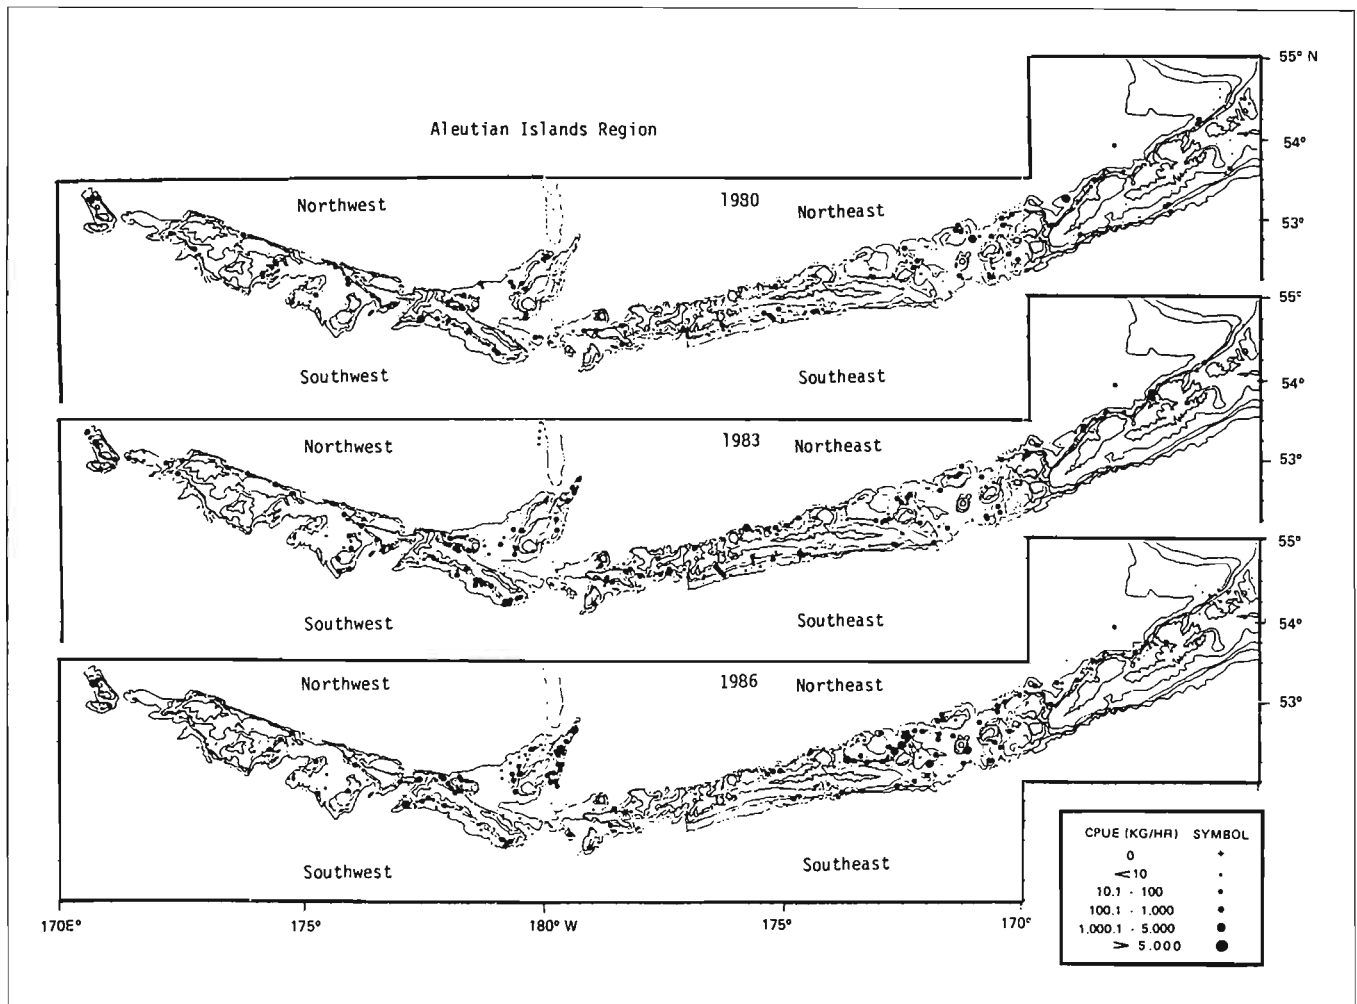 Aleutian Islands Region
55° N
54°
53°
Northwest
1980
Northeast
Southwest
Southeast
55°
54°
53°
Northwest
1983
Northeast
Southwest
Southeast
55°
54°
53°
Northwest
1986
Northeast
Southwest
Southeast
170E°
175°
180° W
175°
170°
CPUE (KG/HR) SYMBOL
0
<10
10.1 - 100
100.1 - 1.000
1.000.1 - 5.000
> 5.000